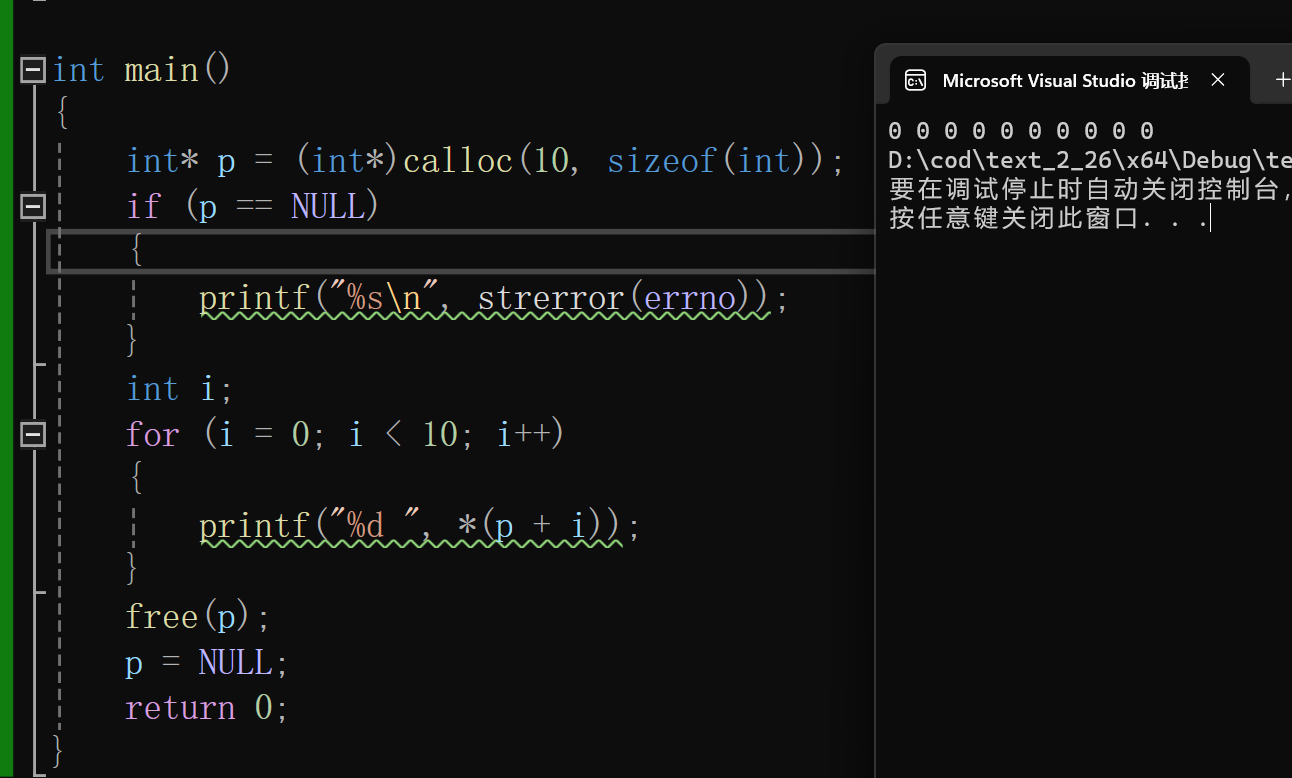 int main()
{
int* p = (int*)calloc(10, sizeof(int));
if (p == NULL)
{
printf("%s\n", strerror(errno));
}
int i;
for (i = 0; i < 10; i++)
{
printf("%d ", *(p + i));
}
free(p);
p = NULL;
return 0;
}
Microsoft Visual Studio 调试
0 0 0 0 0 0 0 0 0 0
D:\cod\text_2_26\x64\Debug\te
要在调试停止时自动关闭控制台,
按任意键关闭此窗口. . .